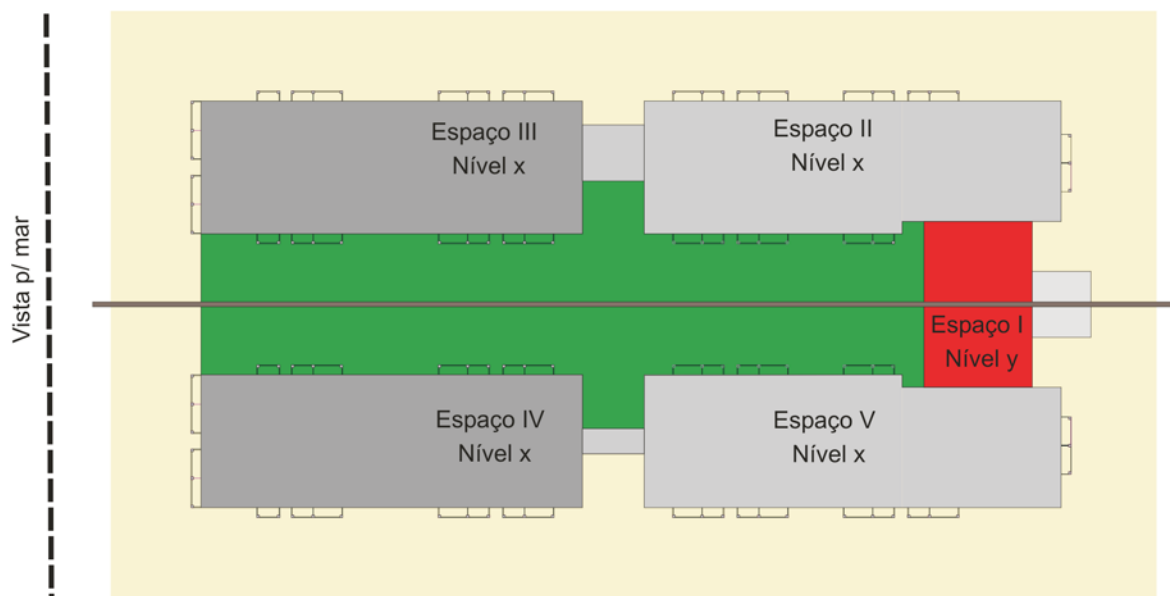 Vista p/ mar
Espaço III
Nível x
Espaço II
Nível x
Espaço I
Nível y
Espaço IV
Nível x
Espaço V
Nível x